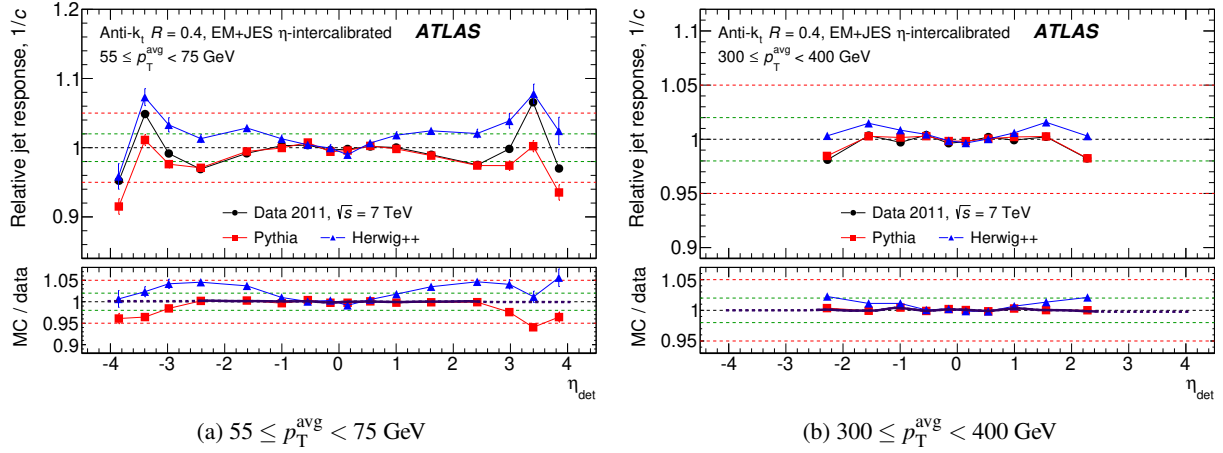 Relative jet response, 1/c
1.2
1.1
1
0.9
Anti-kₜ R = 0.4, EM+JES η-intercalibrated ATLAS
55 ≤ p_T^avg < 75 GeV
Data 2011, √s = 7 TeV
Pythia Herwig++
MC / data
1.05
1
0.95
0.9
-4 -3 -2 -1 0 1 2 3 4
η_det
(a) 55 ≤ p_T^avg < 75 GeV
Relative jet response, 1/c
1.1
1.05
1
0.95
0.9
Anti-kₜ R = 0.4, EM+JES η-intercalibrated ATLAS
300 ≤ p_T^avg < 400 GeV
Data 2011, √s = 7 TeV
Pythia Herwig++
MC / data
1.05
1
0.95
-4 -3 -2 -1 0 1 2 3 4
η_det
(b) 300 ≤ p_T^avg < 400 GeV